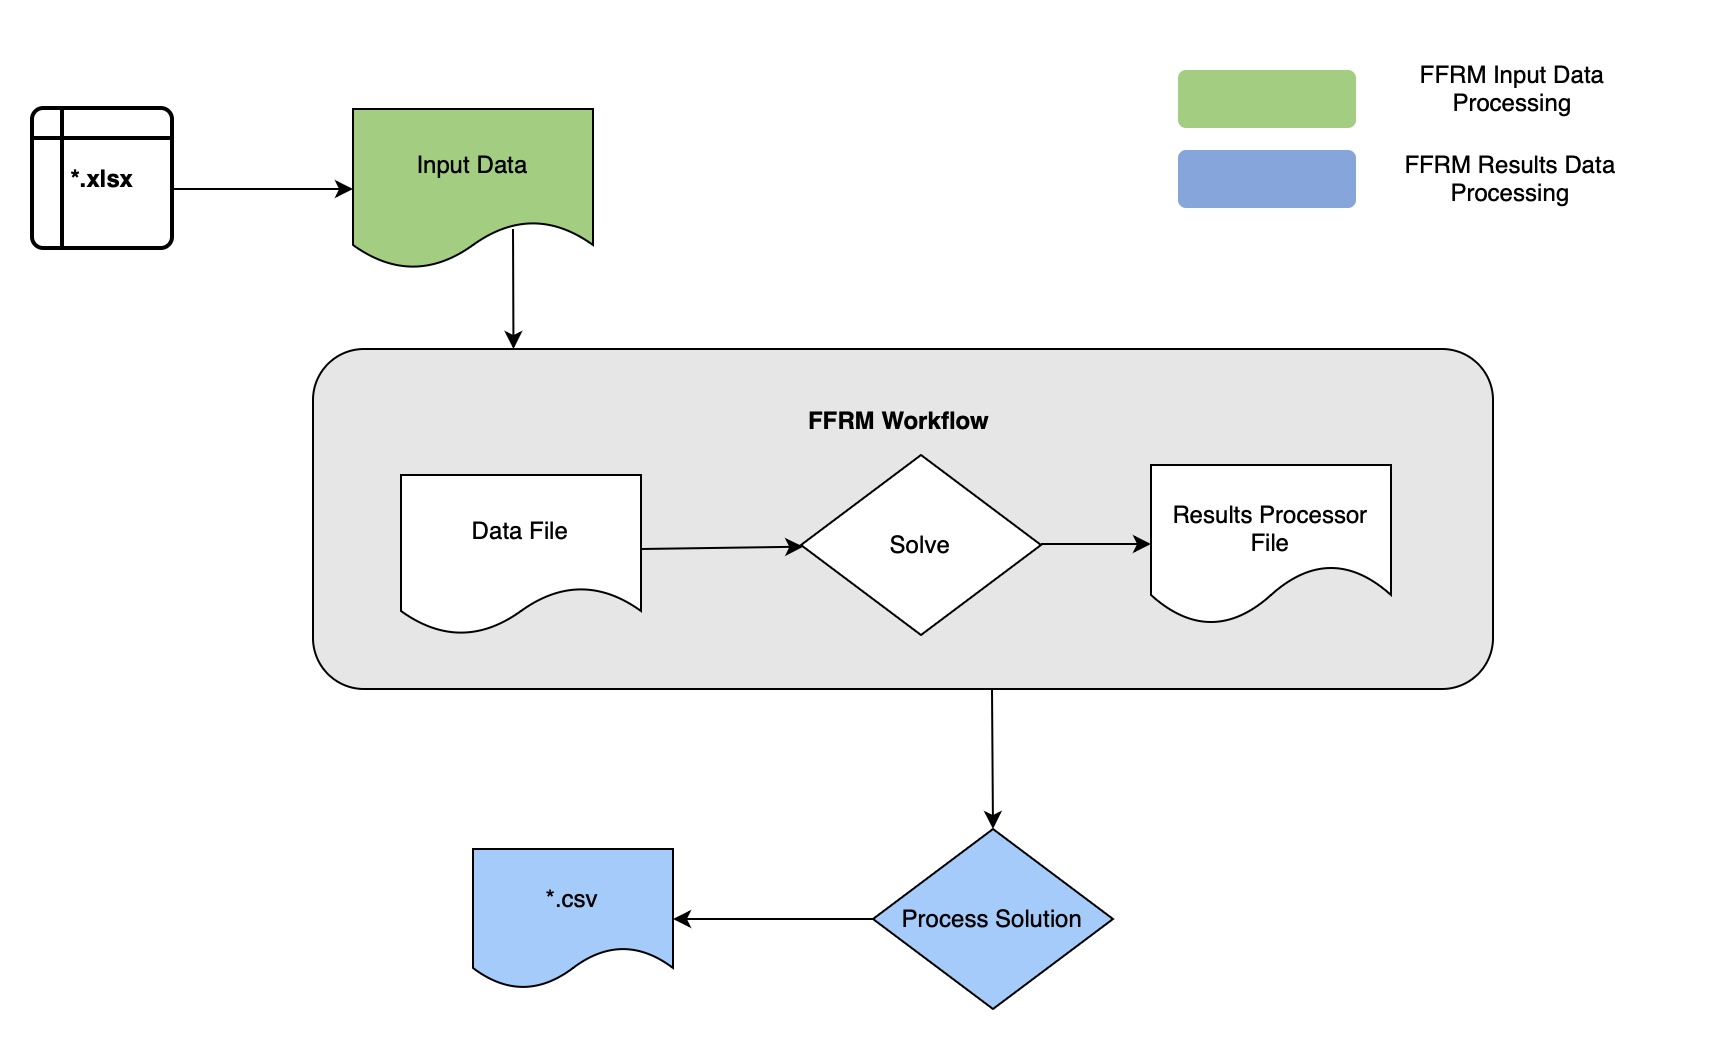 FFRM Input Data
Processing
*.xlsx
Input Data
FFRM Results Data
Processing
FFRM Workflow
Data File
Solve
Results Processor
File
*.csv
Process Solution